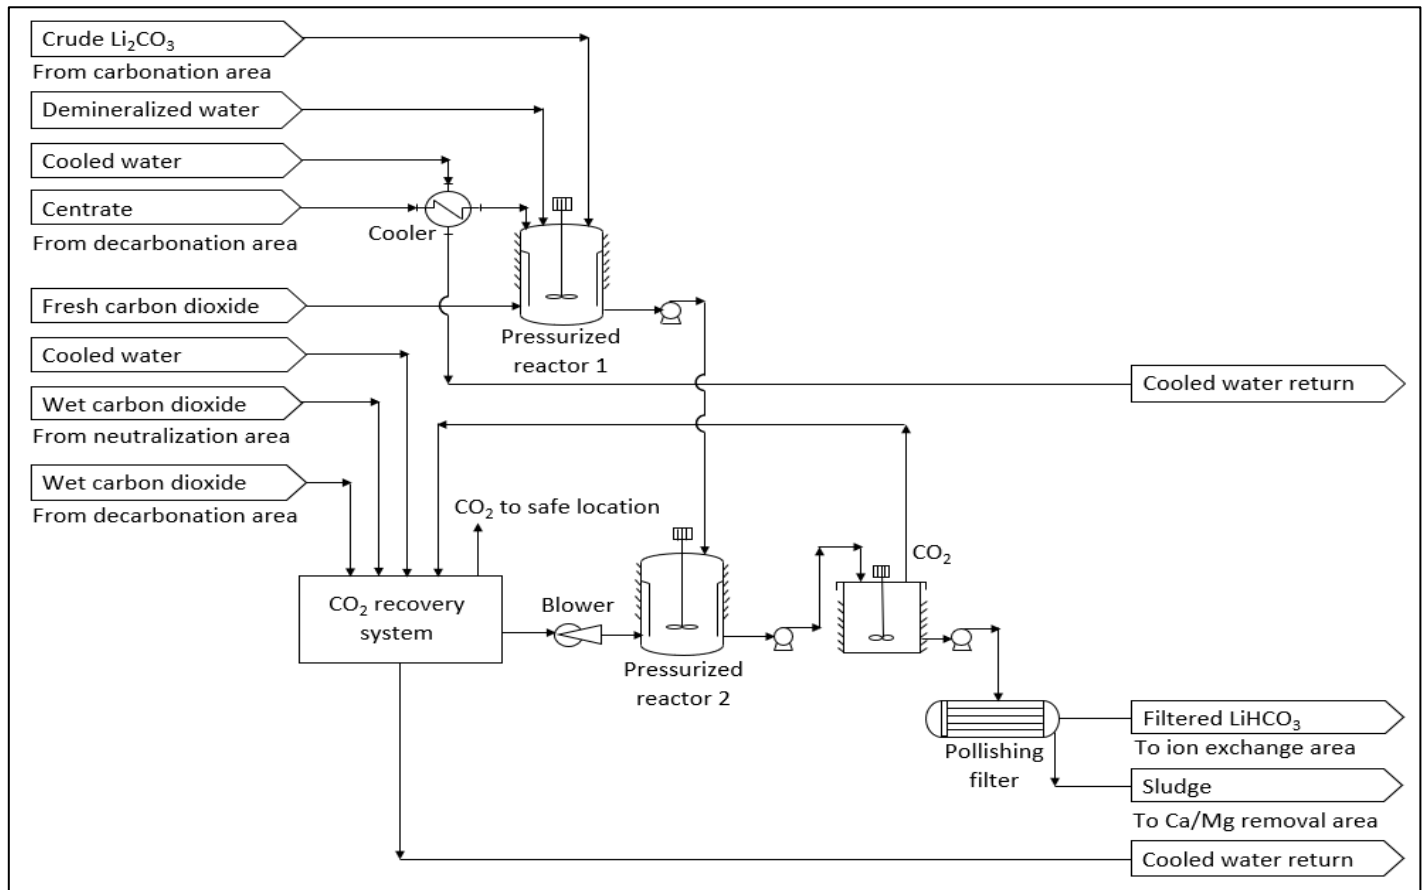 Crude Li₂CO₃
From carbonation area
Demineralized water
Cooled water
Centrate
From decarbonation area
Cooler
Fresh carbon dioxide
Pressurized
reactor 1
Cooled water
Cooled water return
Wet carbon dioxide
From neutralization area
Wet carbon dioxide
From decarbonation area
CO₂ to safe location
CO₂
CO₂ recovery
system
Blower
Pressurized
reactor 2
Filtered LiHCO₃
To ion exchange area
Pollishing
filter
Sludge
To Ca/Mg removal area
Cooled water return